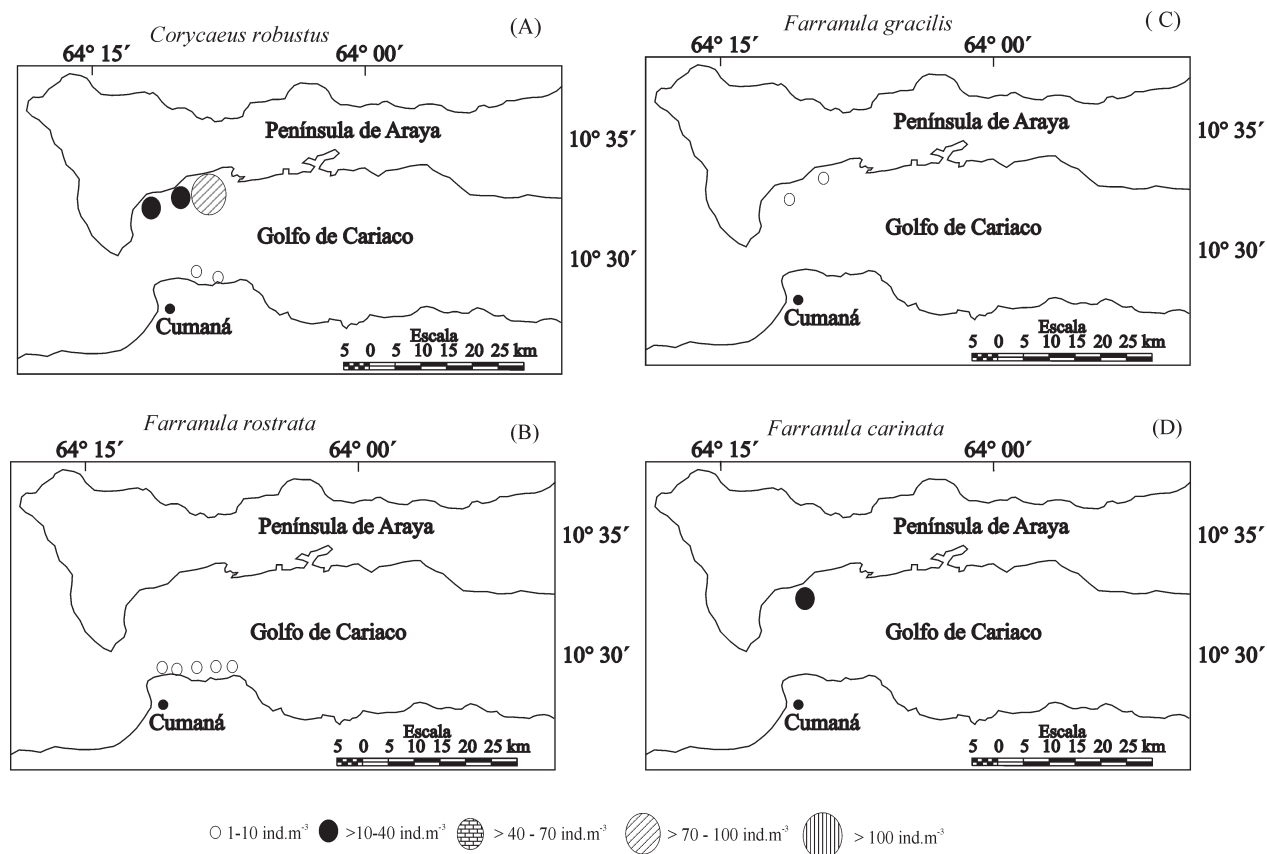 Corycaeus robustus
(A)
64° 15′ 64° 00′
Península de Araya
10° 35′
Golfo de Cariaco
10° 30′
Cumaná
Escala
5 0 5 10 15 20 25 km
Farranula gracilis
( C)
64° 15′ 64° 00′
Península de Araya
10° 35′
Golfo de Cariaco
10° 30′
Cumaná
Escala
5 0 5 10 15 20 25 km
Farranula rostrata
(B)
64° 15′ 64° 00′
Península de Araya
10° 35′
Golfo de Cariaco
10° 30′
Cumaná
Escala
5 0 5 10 15 20 25 km
Farranula carinata
(D)
64° 15′ 64° 00′
Península de Araya
10° 35′
Golfo de Cariaco
10° 30′
Cumaná
Escala
5 0 5 10 15 20 25 km
1-10 ind.m⁻³ >10-40 ind.m⁻³ > 40 - 70 ind.m⁻³ > 70 - 100 ind.m⁻³ > 100 ind.m⁻³